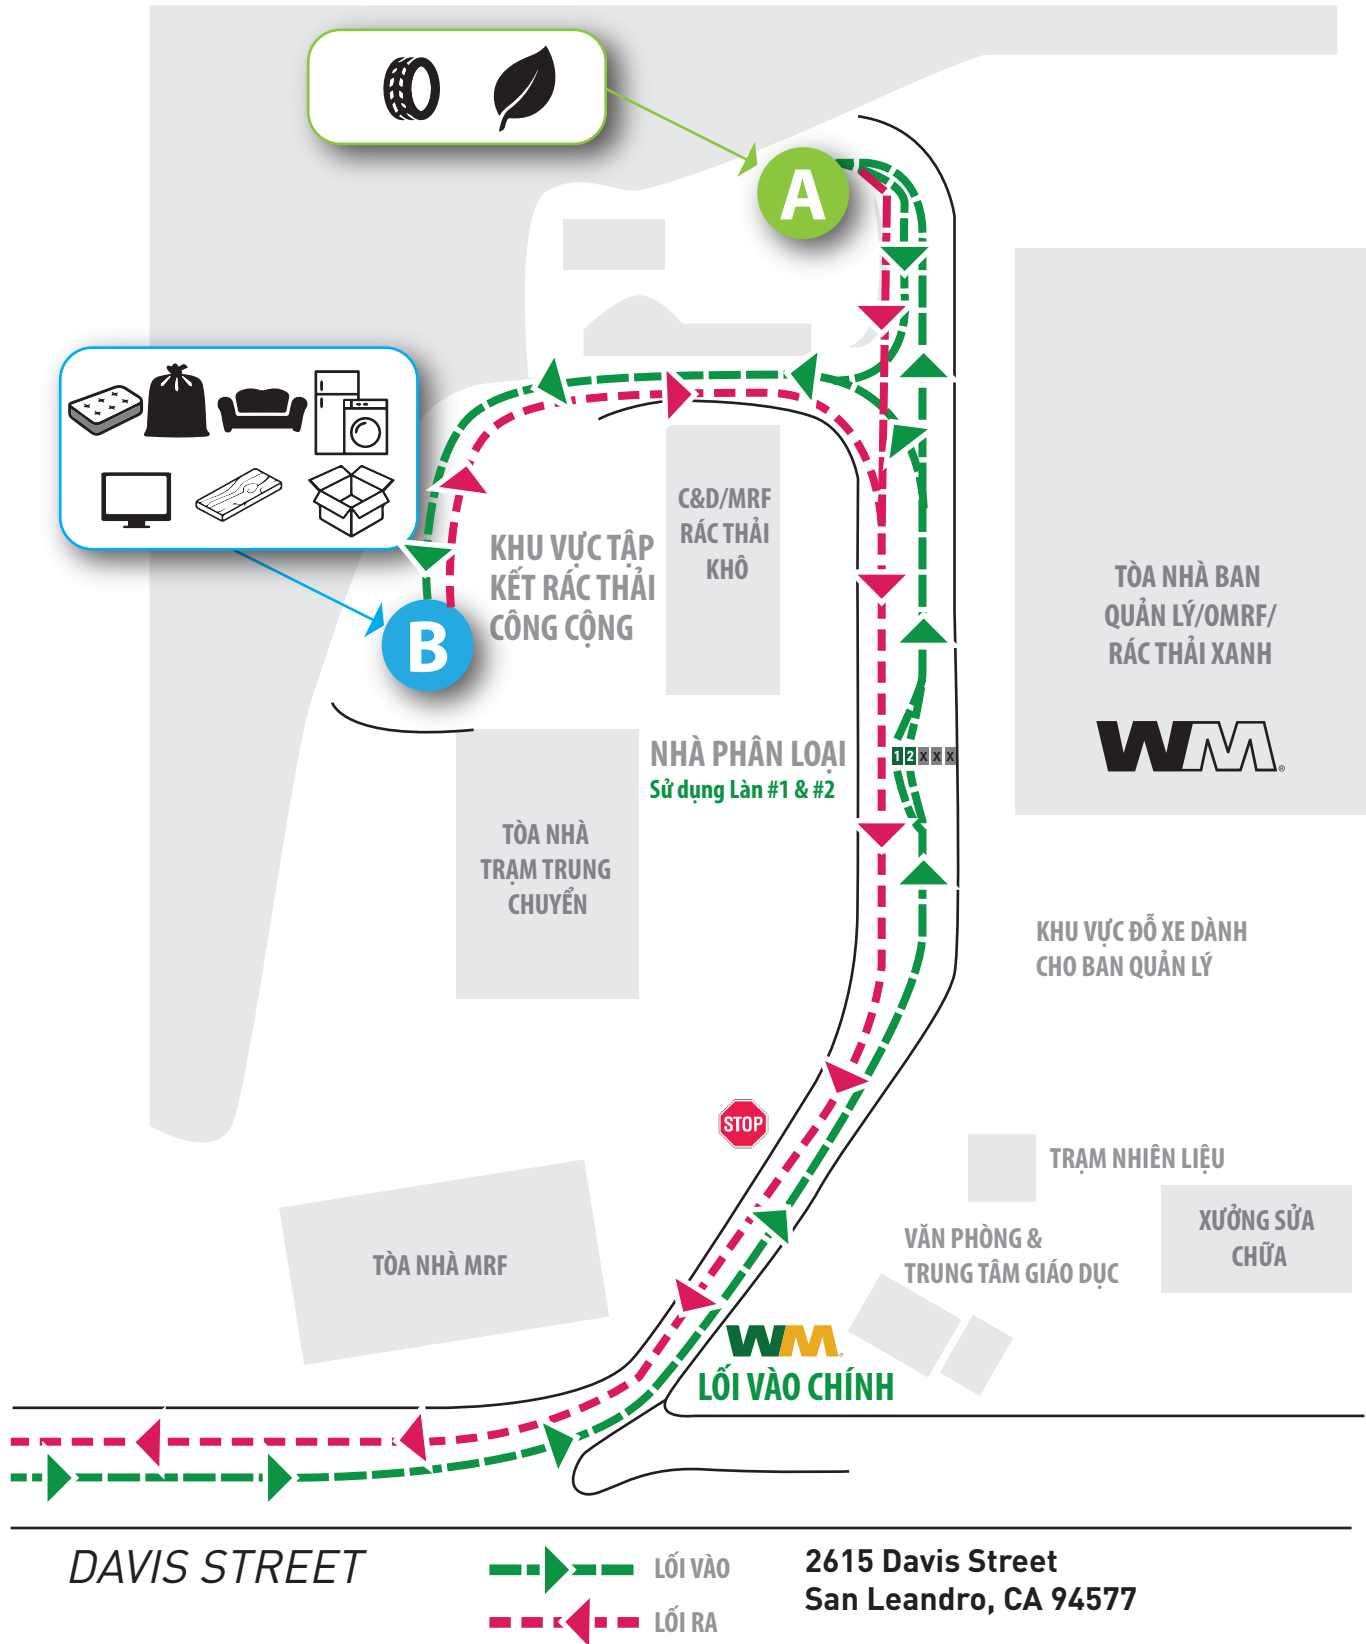 A
B
KHU VỰC TẬP
KẾT RÁC THẢI
CÔNG CỘNG
C&D/MRF
RÁC THẢI
KHÔ
TÒA NHÀ BAN
QUẢN LÝ/OMRF/
RÁC THẢI XANH
WM
NHÀ PHÂN LOẠI
Sử dụng Làn #1 & #2
1 2 X X X
TÒA NHÀ
TRẠM TRUNG
CHUYỂN
KHU VỰC ĐỖ XE DÀNH
CHO BAN QUẢN LÝ
STOP
TRẠM NHIÊN LIỆU
XƯỞNG SỬA
CHỮA
VĂN PHÒNG &
TRUNG TÂM GIÁO DỤC
TÒA NHÀ MRF
WM
LỐI VÀO CHÍNH
DAVIS STREET
LỐI VÀO
LỐI RA
2615 Davis Street
San Leandro, CA 94577